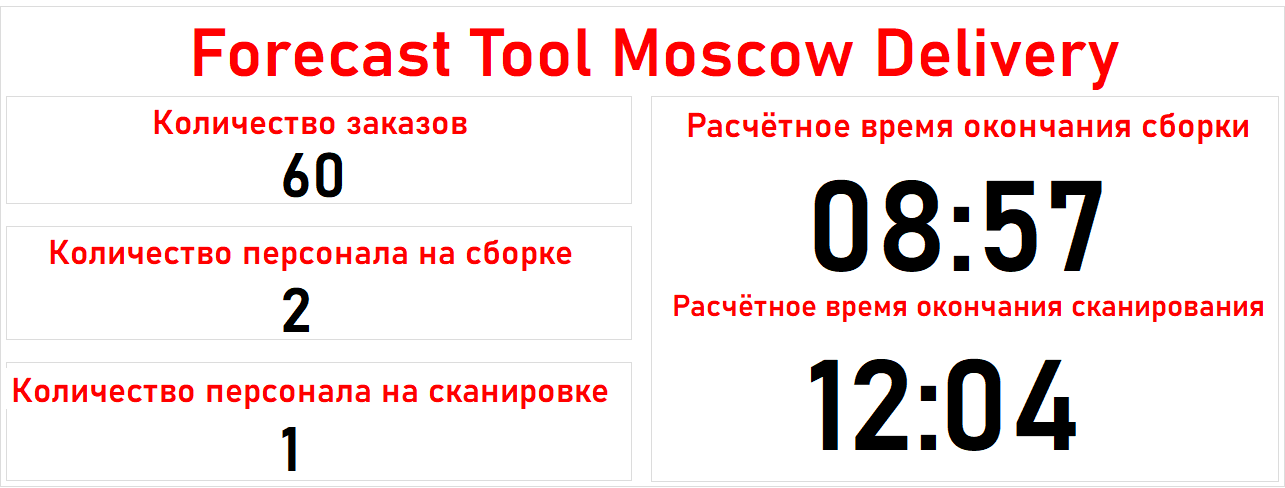 Forecast Tool Moscow Delivery
Количество заказов
60
Количество персонала на сборке
2
Количество персонала на сканировке
1
Расчётное время окончания сборки
08:57
Расчётное время окончания сканирования
12:04